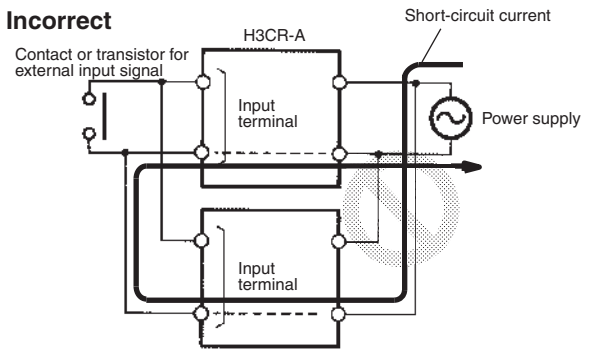 Incorrect
Short-circuit current
H3CR-A
Contact or transistor for
external input signal
Input
terminal
Power supply
Input
terminal